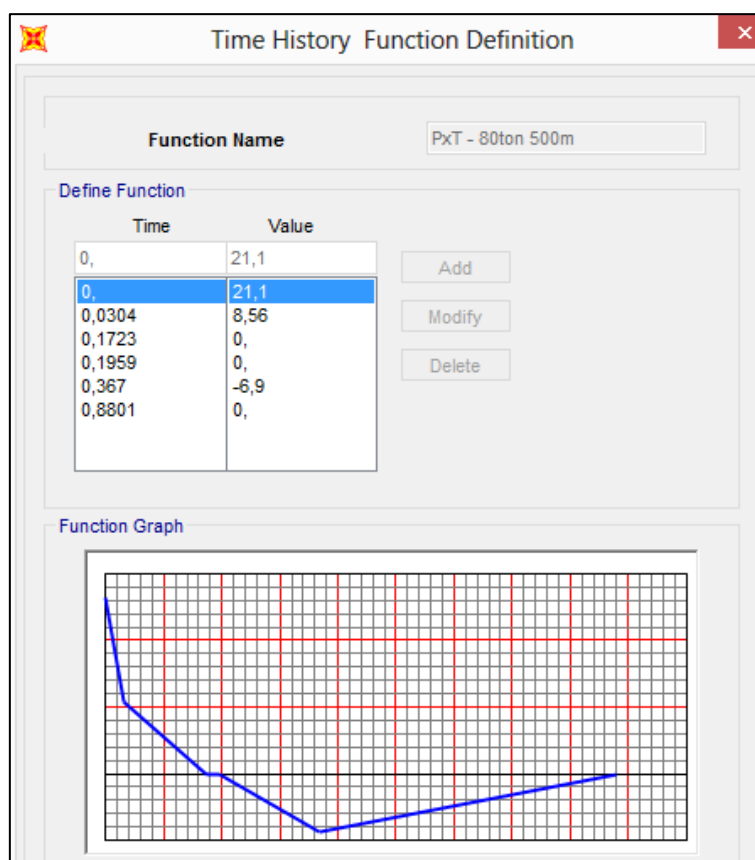 Time History Function Definition
Function Name
PxT - 80ton 500m
Define Function
Time Value
0, 21,1
Add
0, 21,1
0,0304 8,56
Modify
0,1723 0,
0,1959 0,
Delete
0,367 -6,9
0,8801 0,
Function Graph